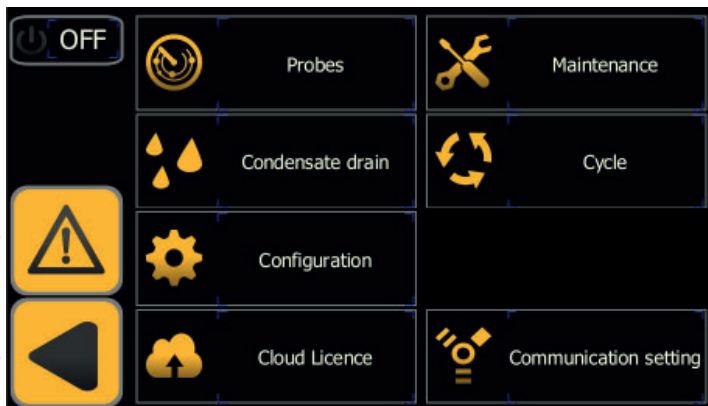 OFF
Probes
Maintenance
Condensate drain
Cycle
Configuration
Cloud Licence
Communication setting